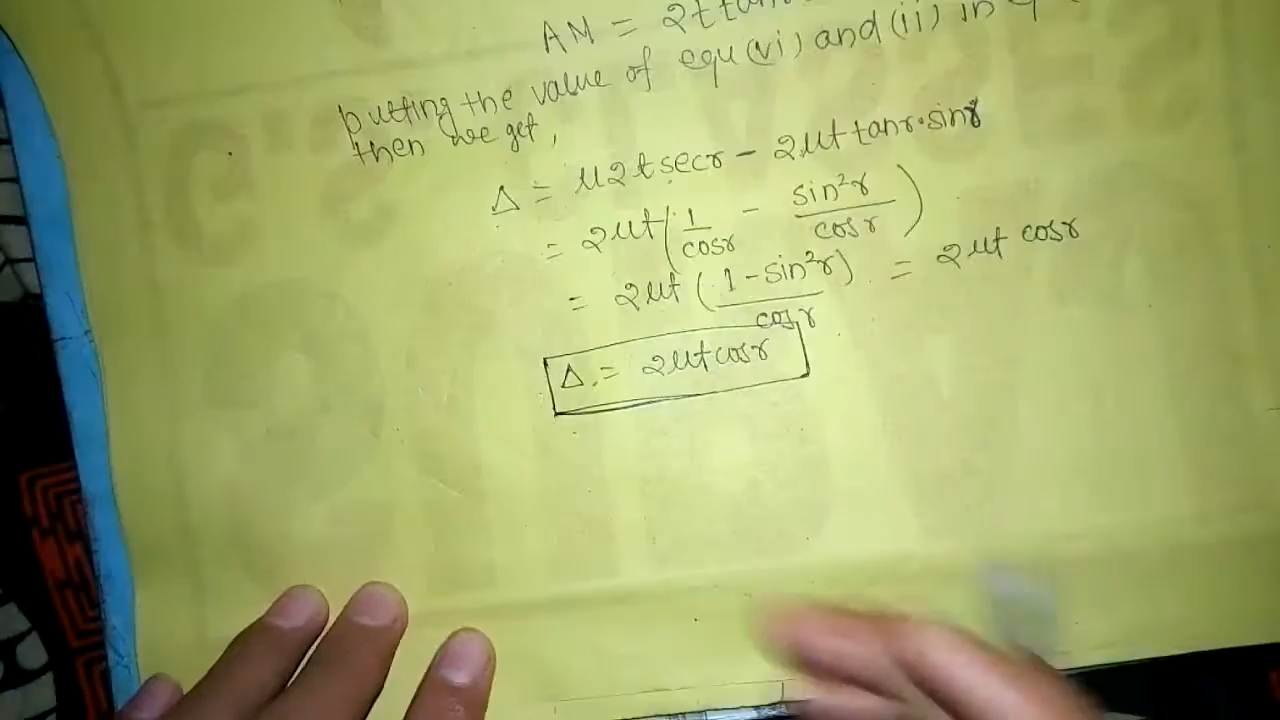 AM = 2t tan
putting the value of equ (vi) and (ii) in
then we get,
Δ = μ2t secr - 2μt tanr·sinr
= 2μt (1/cosr - sin²r/cosr)
= 2μt (1-sin²r/cosr) = 2μt cosr
Δ = 2μt cosr